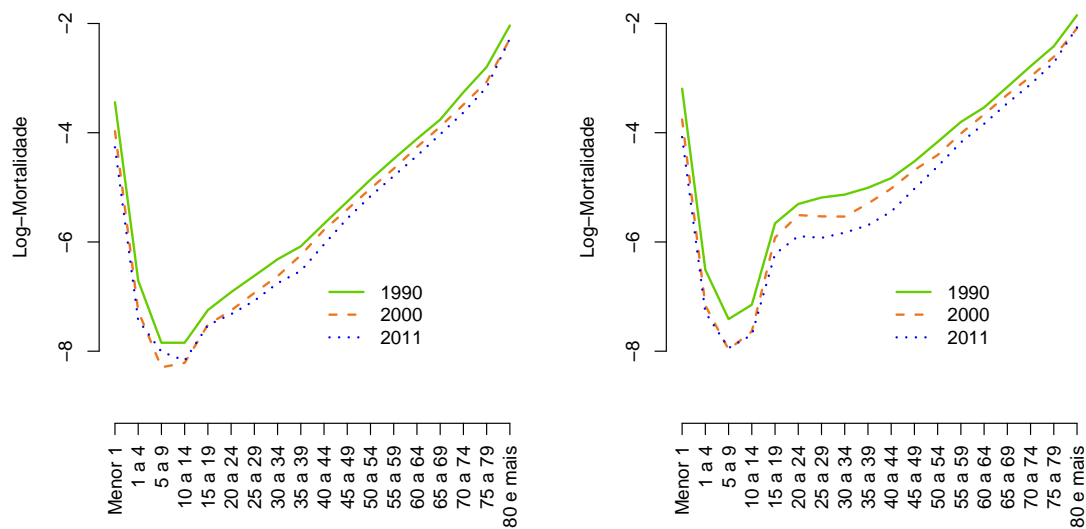 Log−Mortalidade
−2
−4
−6
−8
1990
2000
2011
Menor 1
1 a 4
5 a 9
10 a 14
15 a 19
20 a 24
25 a 29
30 a 34
35 a 39
40 a 44
45 a 49
50 a 54
55 a 59
60 a 64
65 a 69
70 a 74
75 a 79
80 e mais
Log−Mortalidade
−2
−4
−6
−8
1990
2000
2011
Menor 1
1 a 4
5 a 9
10 a 14
15 a 19
20 a 24
25 a 29
30 a 34
35 a 39
40 a 44
45 a 49
50 a 54
55 a 59
60 a 64
65 a 69
70 a 74
75 a 79
80 e mais